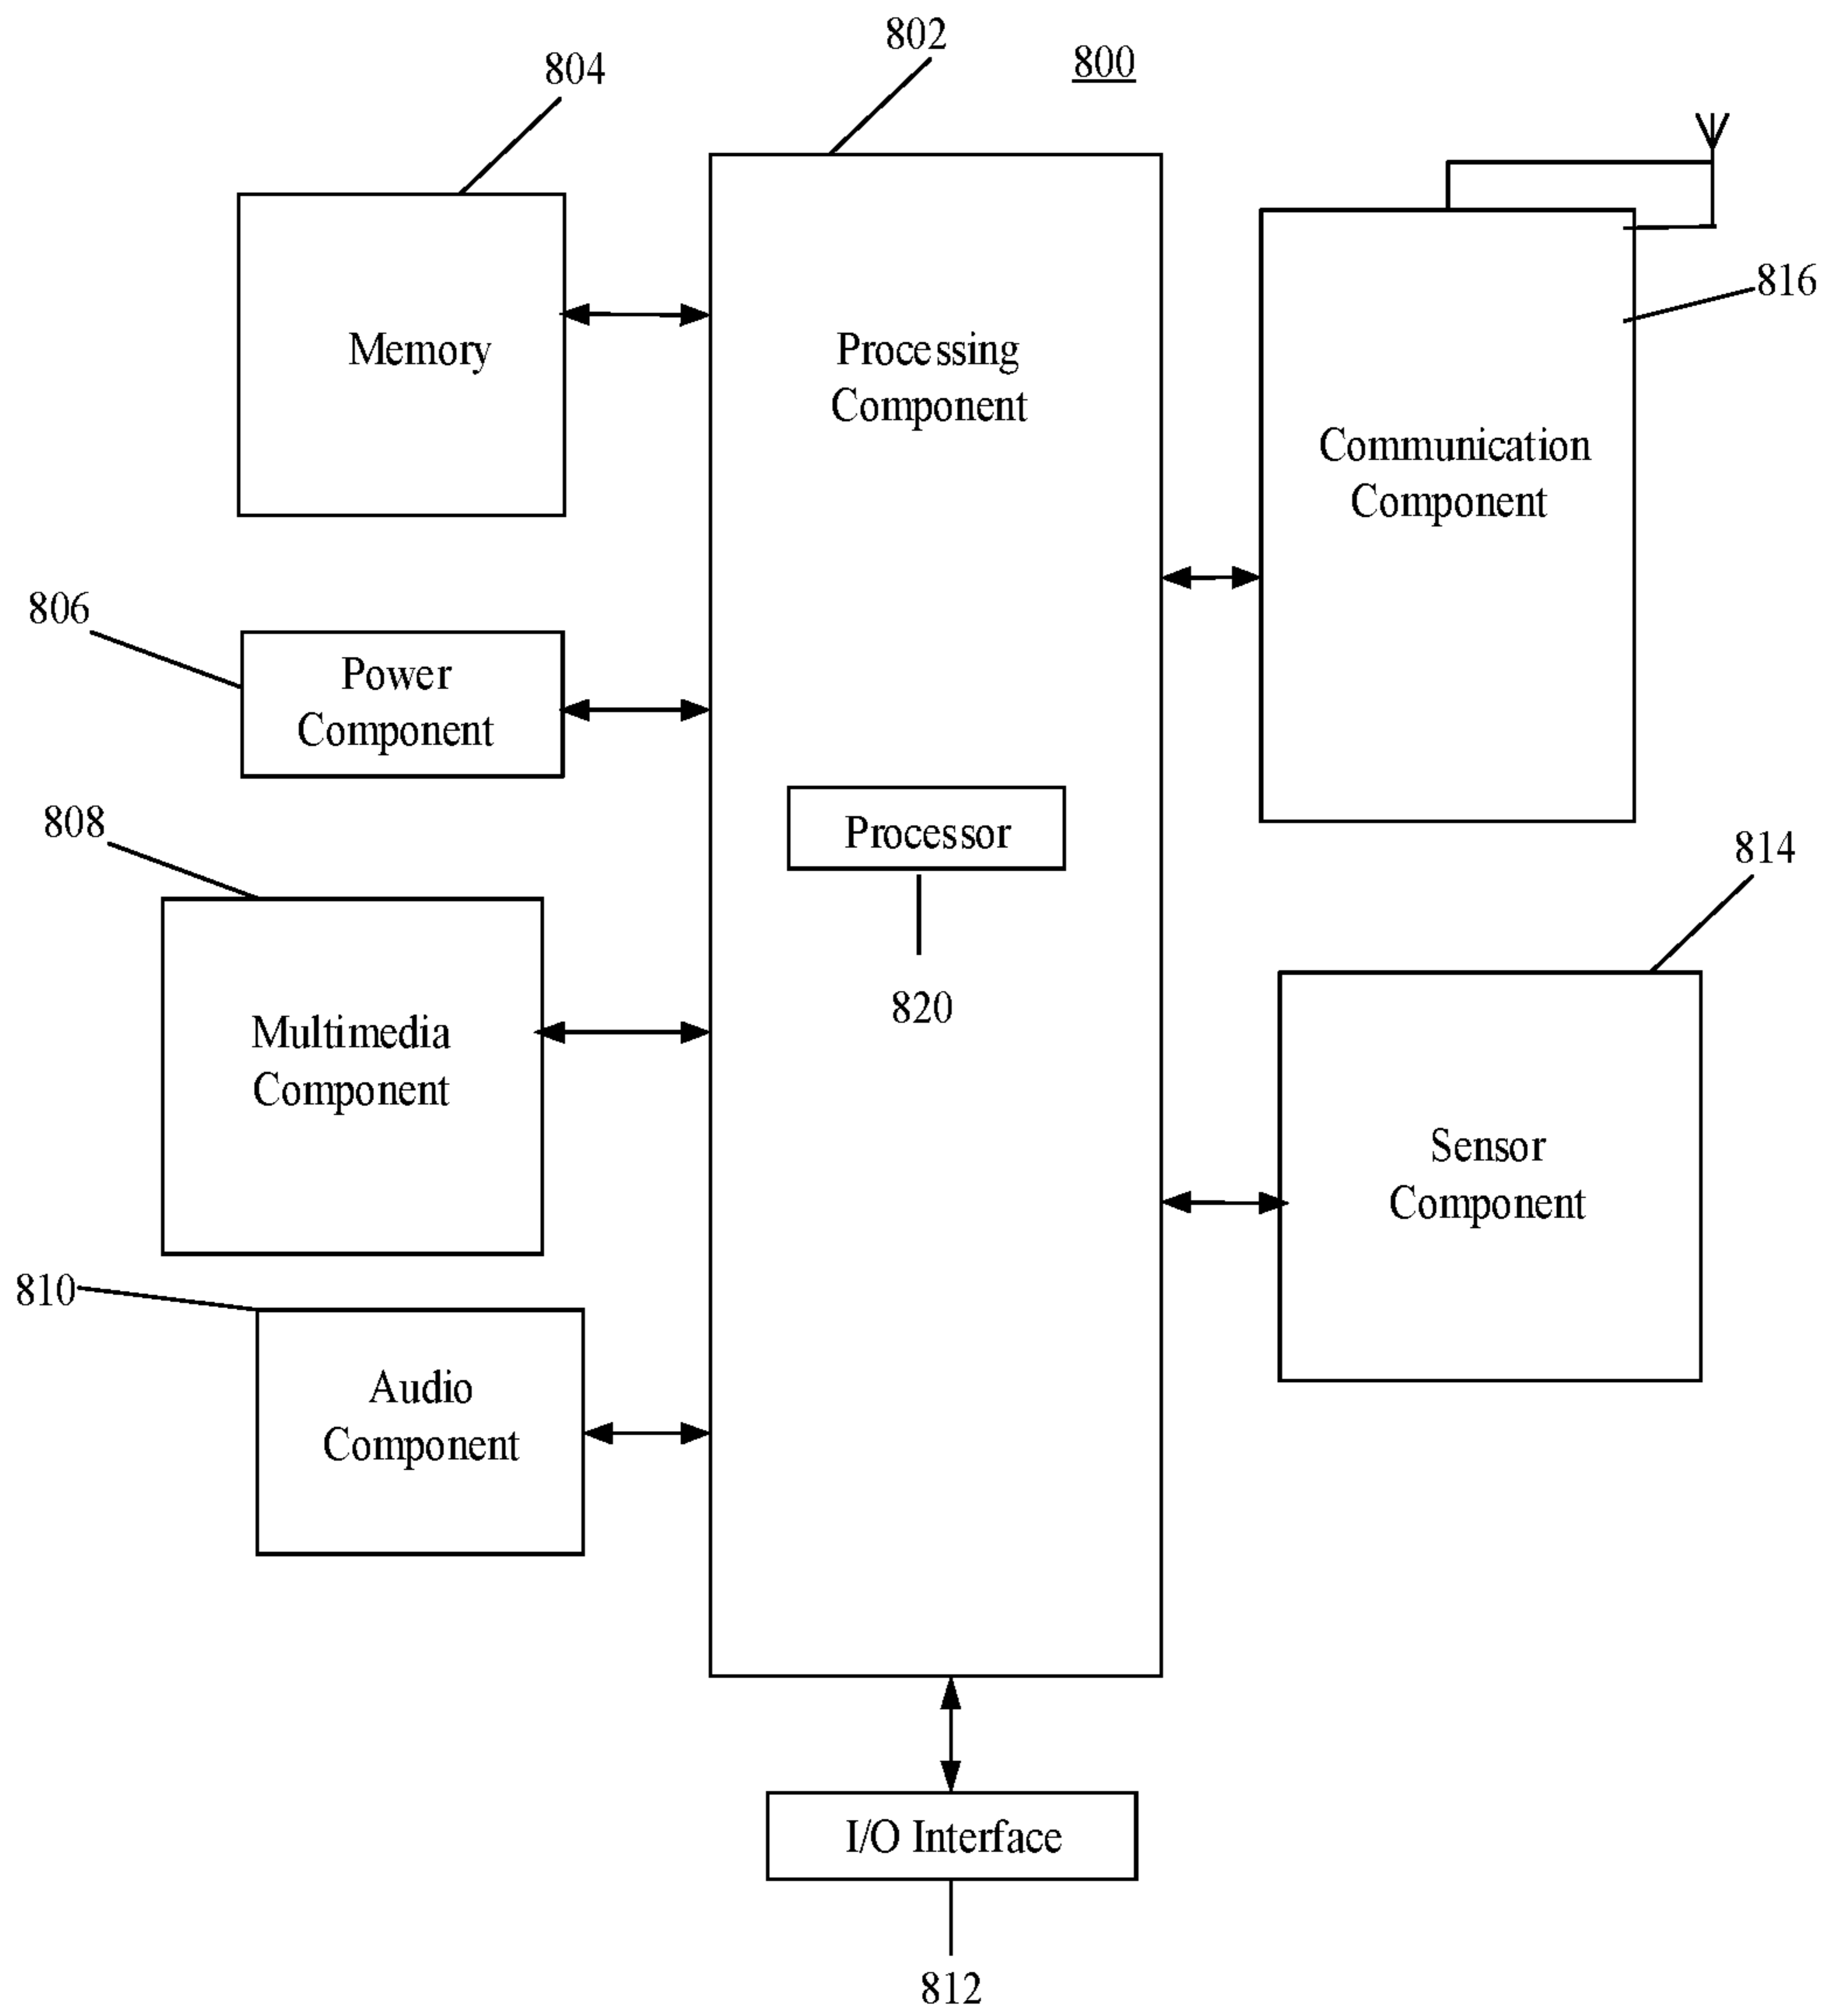 802
800
804
816
Memory
Processing
Component
Communication
Component
806
Power
Component
808
Processor
814
820
Multimedia
Component
Sensor
Component
810
Audio
Component
I/O Interface
812